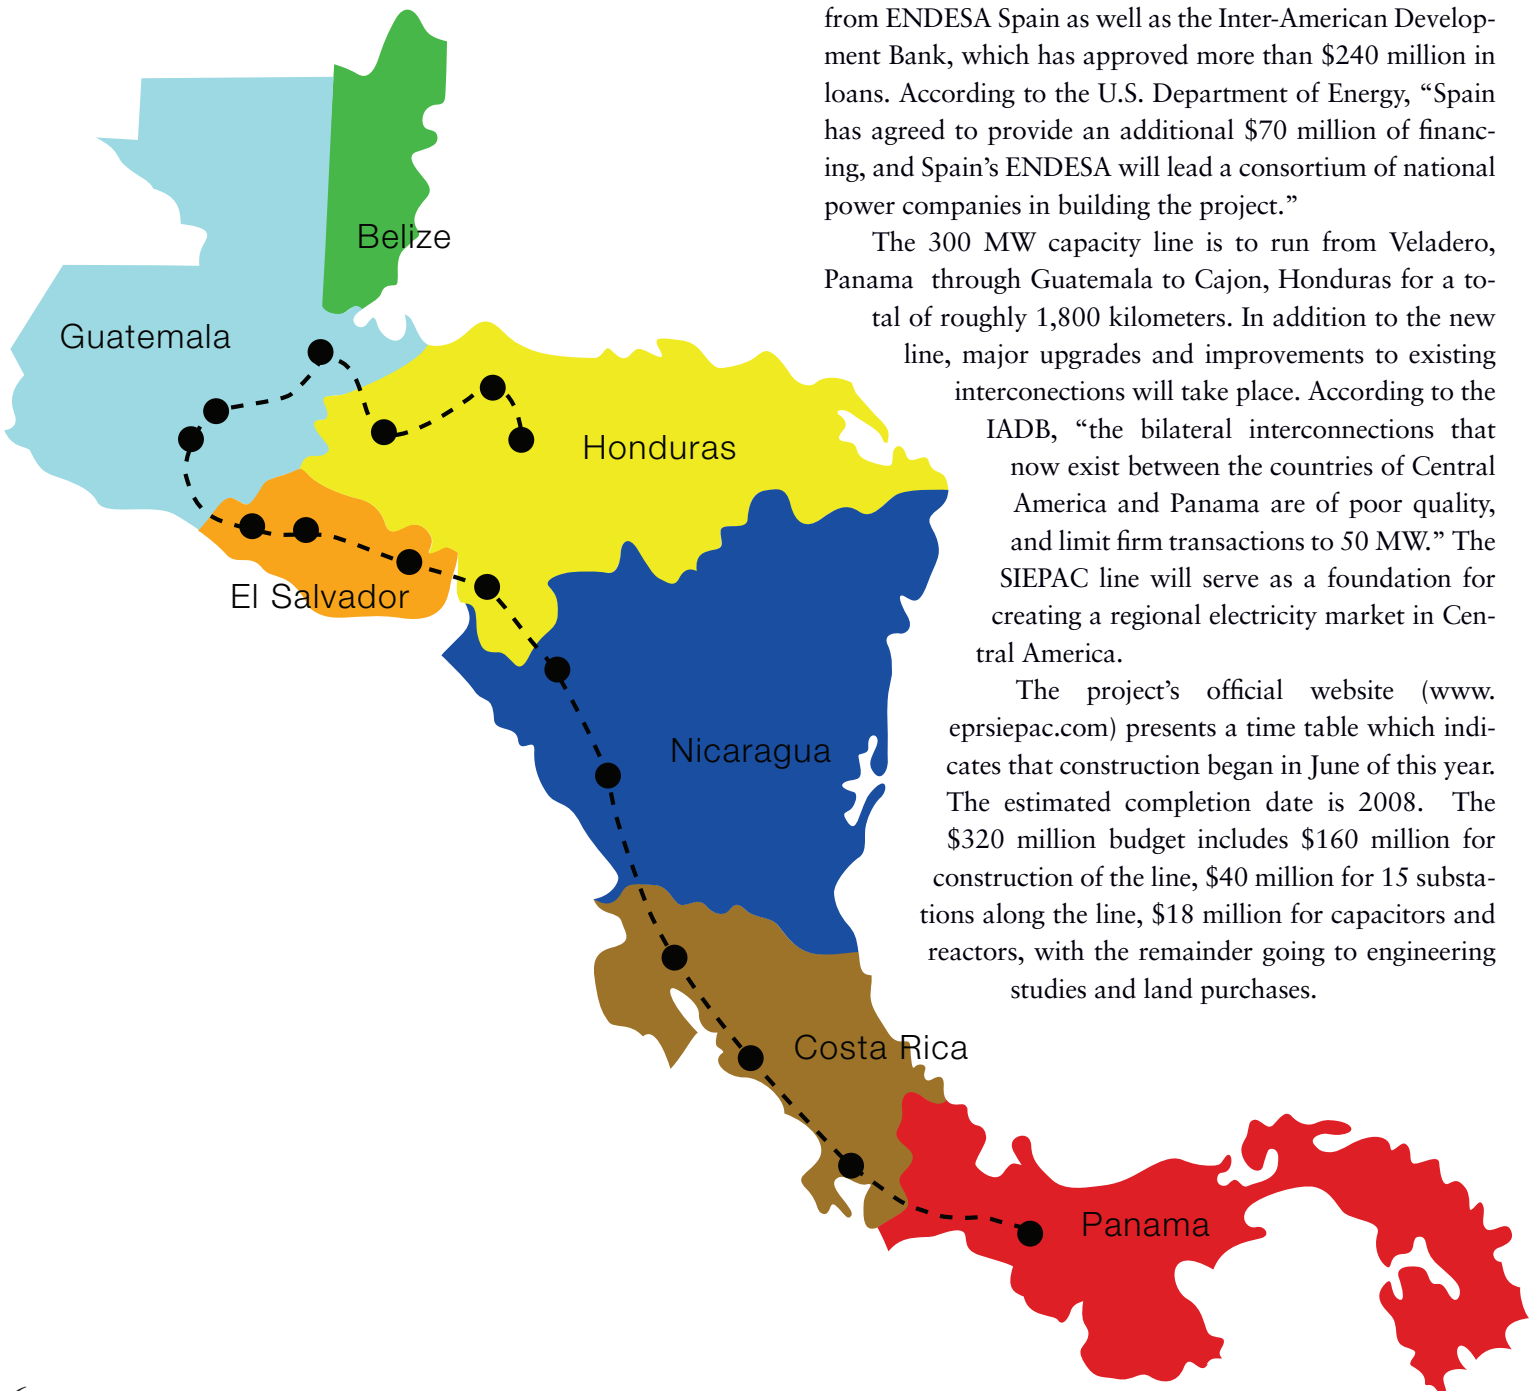 from ENDESA Spain as well as the Inter-American Develop-
ment Bank, which has approved more than $240 million in
loans. According to the U.S. Department of Energy, “Spain
has agreed to provide an additional $70 million of financ-
ing, and Spain’s ENDESA will lead a consortium of national
power companies in building the project.”
The 300 MW capacity line is to run from Veladero,
Panama through Guatemala to Cajon, Honduras for a to-
tal of roughly 1,800 kilometers. In addition to the new
line, major upgrades and improvements to existing
interconections will take place. According to the
IADB, “the bilateral interconnections that
now exist between the countries of Central
America and Panama are of poor quality,
and limit firm transactions to 50 MW.” The
SIEPAC line will serve as a foundation for
creating a regional electricity market in Cen-
tral America.
The project’s official website (www.
eprsiepac.com) presents a time table which indi-
cates that construction began in June of this year.
The estimated completion date is 2008. The
$320 million budget includes $160 million for
construction of the line, $40 million for 15 substa-
tions along the line, $18 million for capacitors and
reactors, with the remainder going to engineering
studies and land purchases.
Belize
Guatemala
Honduras
El Salvador
Nicaragua
Costa Rica
Panama